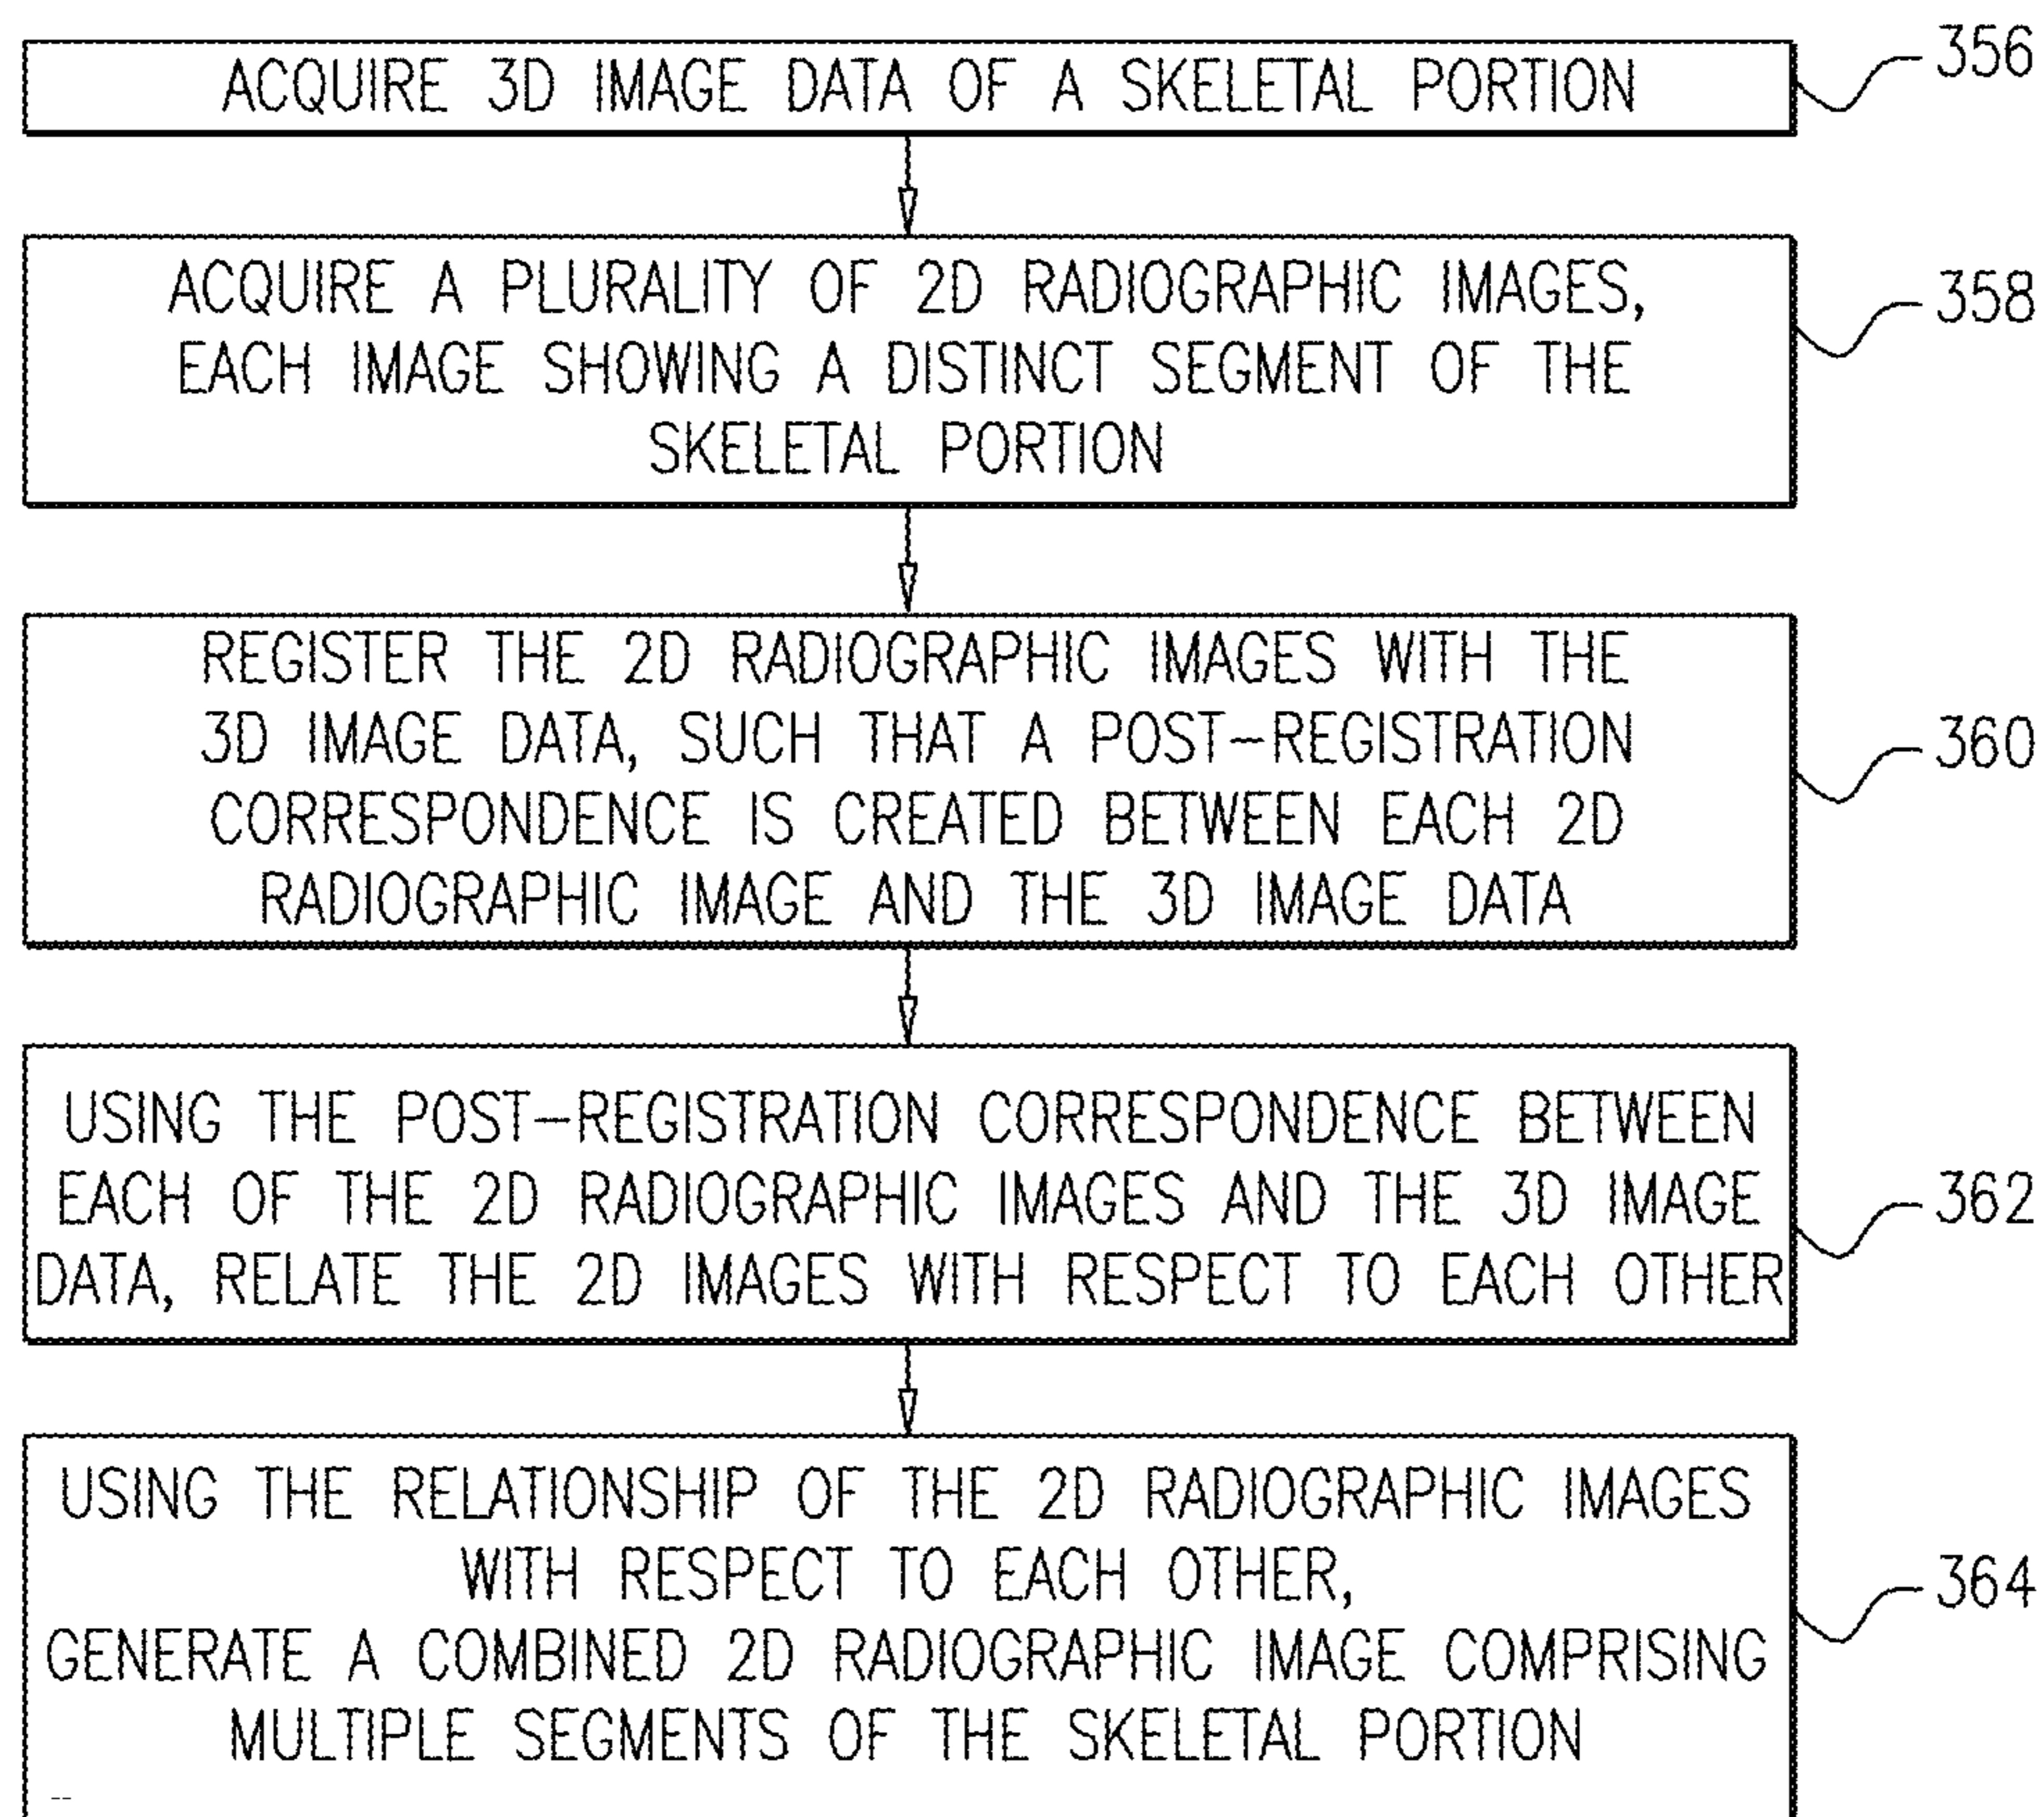 ACQUIRE 3D IMAGE DATA OF A SKELETAL PORTION
356
ACQUIRE A PLURALITY OF 2D RADIOGRAPHIC IMAGES,
EACH IMAGE SHOWING A DISTINCT SEGMENT OF THE
SKELETAL PORTION
358
REGISTER THE 2D RADIOGRAPHIC IMAGES WITH THE
3D IMAGE DATA, SUCH THAT A POST-REGISTRATION
CORRESPONDENCE IS CREATED BETWEEN EACH 2D
RADIOGRAPHIC IMAGE AND THE 3D IMAGE DATA
360
USING THE POST-REGISTRATION CORRESPONDENCE BETWEEN
EACH OF THE 2D RADIOGRAPHIC IMAGES AND THE 3D IMAGE
DATA, RELATE THE 2D IMAGES WITH RESPECT TO EACH OTHER
362
USING THE RELATIONSHIP OF THE 2D RADIOGRAPHIC IMAGES
WITH RESPECT TO EACH OTHER,
GENERATE A COMBINED 2D RADIOGRAPHIC IMAGE COMPRISING
MULTIPLE SEGMENTS OF THE SKELETAL PORTION
364